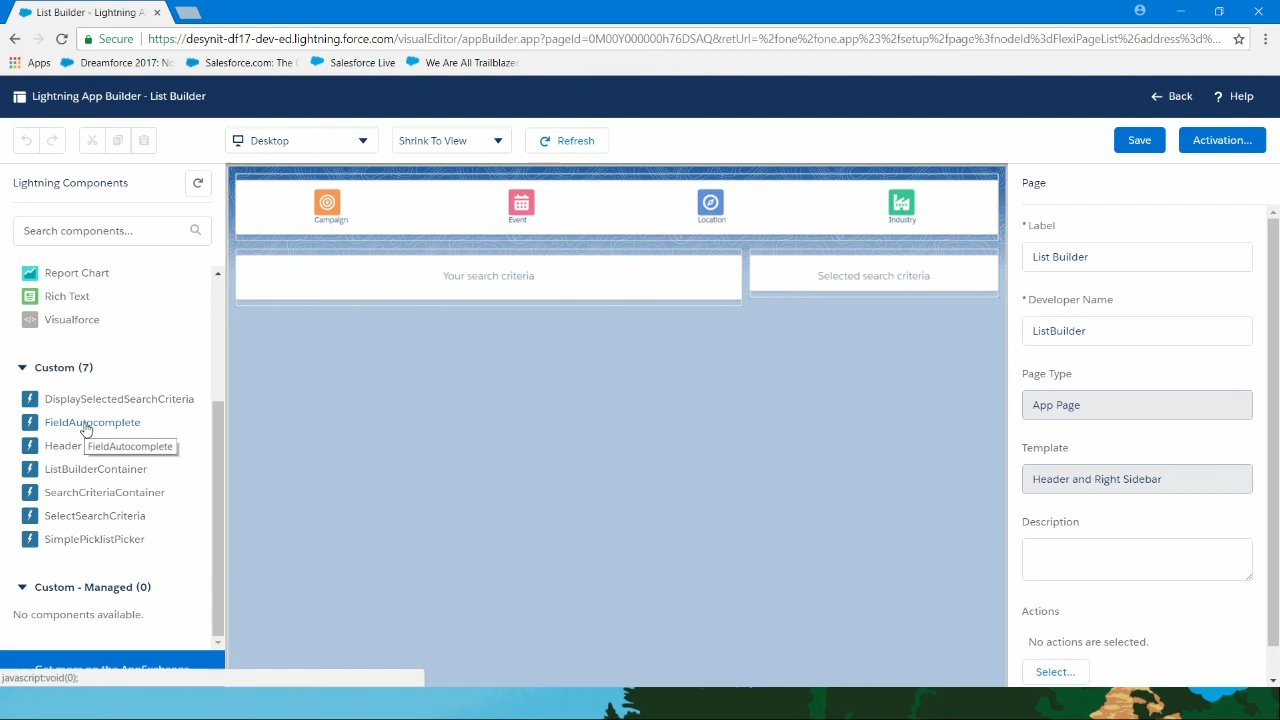 List Builder - Lightning A
Secure
https://desynit-df17-dev-ed.lightning.force.com/visualEditor/appBuilder.app?pageId=0M00Y000000h76DSAQ&retUrl=%2fone%2fone.app%23%2fsetup%2fpage%3fnodeId%3dFlexiPageList%26address%3d%...
Apps
Dreamforce 2017: No
Salesforce.com: The C
Salesforce Live
We Are All Trailblazer
Lightning App Builder - List Builder
Back
? Help
Desktop
Shrink To View
Refresh
Save
Activation...
Lightning Components
Search components...
Report Chart
Rich Text
Visualforce
Custom (7)
DisplaySelectedSearchCriteria
FieldAutocomplete
Header
FieldAutocomplete
ListBuilderContainer
SearchCriteriaContainer
SelectSearchCriteria
SimplePicklistPicker
Custom - Managed (0)
No components available.
Get more on the AppExchange
javascript:void(0);
Campaign
Event
Location
Industry
Your search criteria
Selected search criteria
Page
* Label
List Builder
* Developer Name
ListBuilder
Page Type
App Page
Template
Header and Right Sidebar
Description
Actions
No actions are selected.
Select...